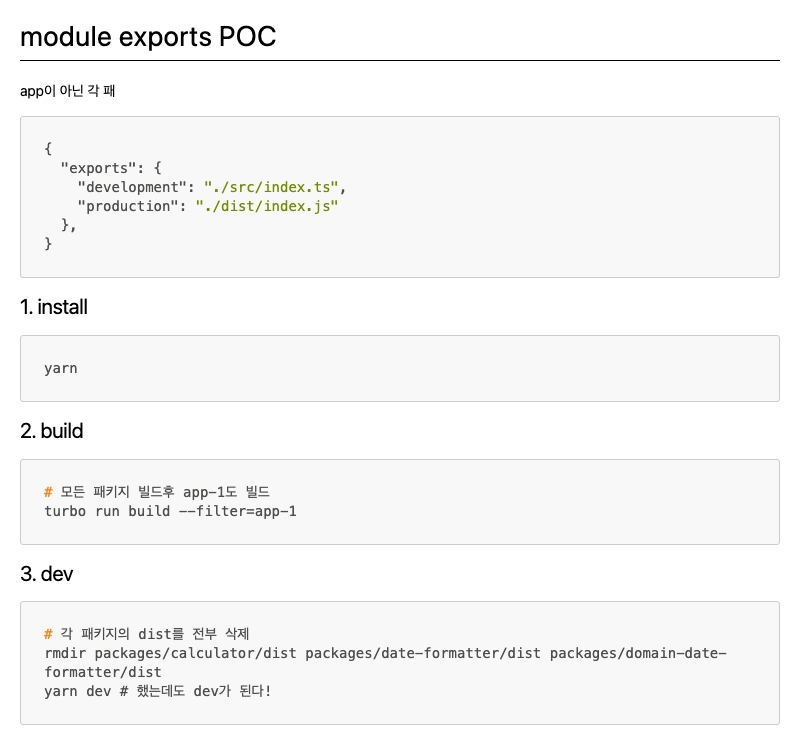 module exports POC
app이 아닌 각 패
{
  "exports": {
    "development": "./src/index.ts",
    "production": "./dist/index.js"
  },
}
1. install
yarn
2. build
# 모든 패키지 빌드후 app-1도 빌드
turbo run build --filter=app-1
3. dev
# 각 패키지의 dist를 전부 삭제
rmdir packages/calculator/dist packages/date-formatter/dist packages/domain-date-
formatter/dist
yarn dev # 했는데도 dev가 된다!